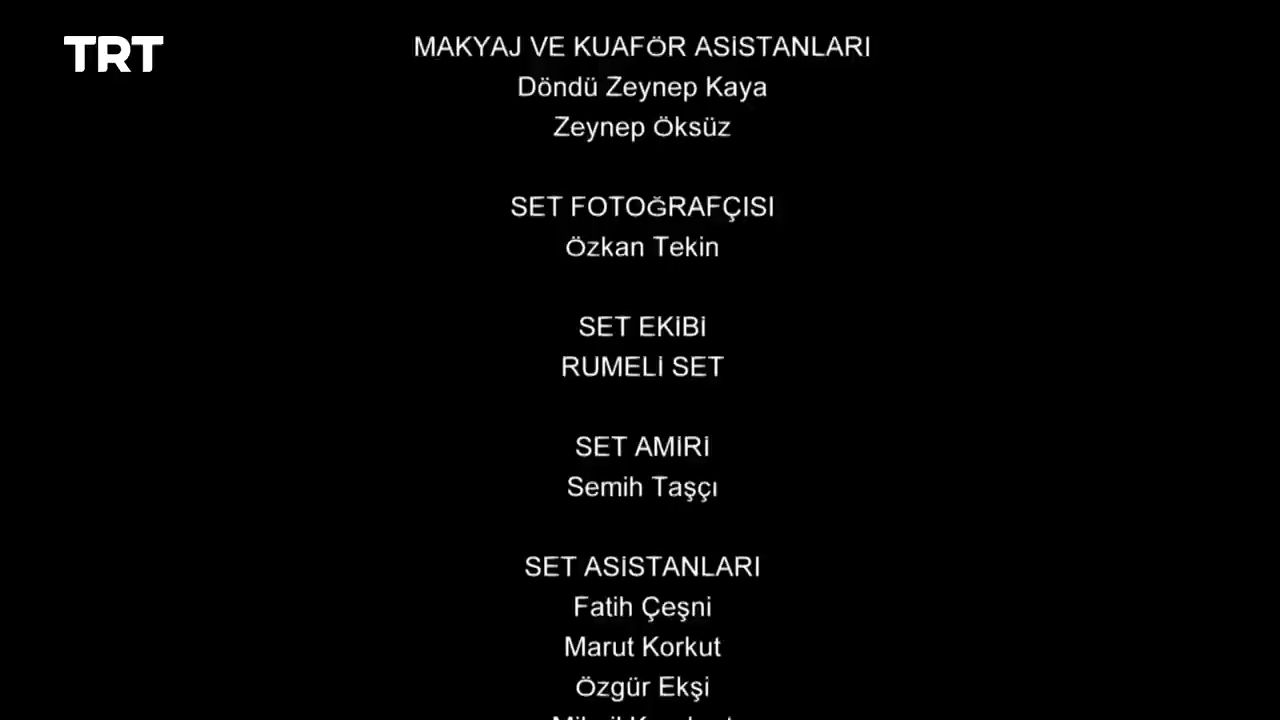 TRT
MAKYAJ VE KUAFÖR ASİSTANLARI
Döndü Zeynep Kaya
Zeynep Öksüz
SET FOTOĞRAFÇISI
Özkan Tekin
SET EKİBİ
RUMELİ SET
SET AMİRİ
Semih Taşçı
SET ASİSTANLARI
Fatih Çeşni
Marut Korkut
Özgür Ekşi